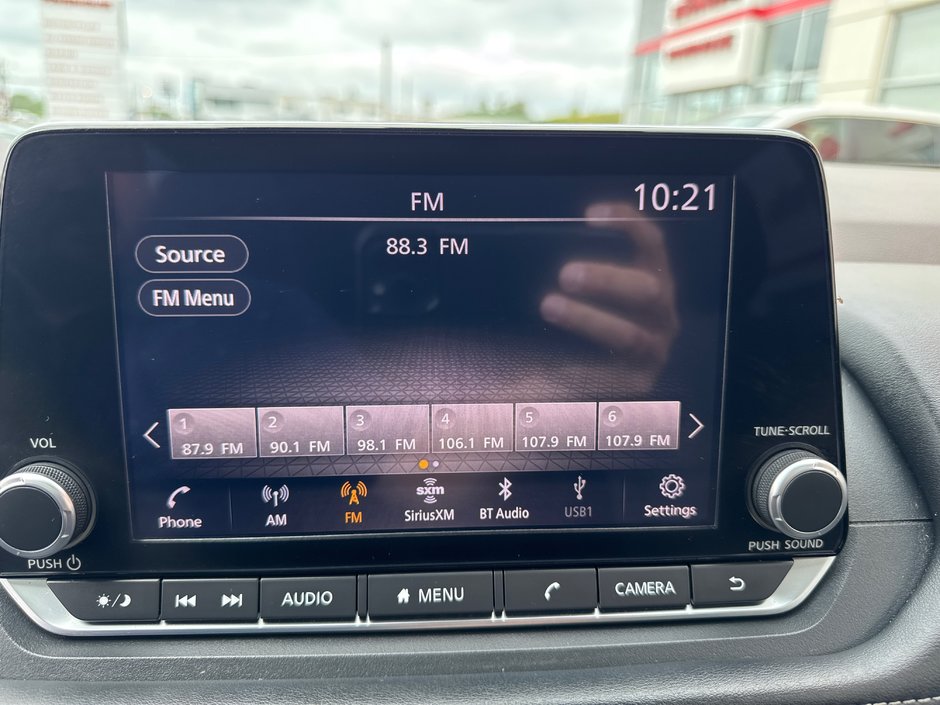 FM 10:21
Source
88.3 FM
FM Menu
1 2 3 4 5 6
87.9 FM 90.1 FM 98.1 FM 106.1 FM 107.9 FM 107.9 FM
VOL
TUNE·SCROLL
Phone AM FM sxm SiriusXM BT Audio USB1 Settings
PUSH
PUSH SOUND
AUDIO MENU CAMERA